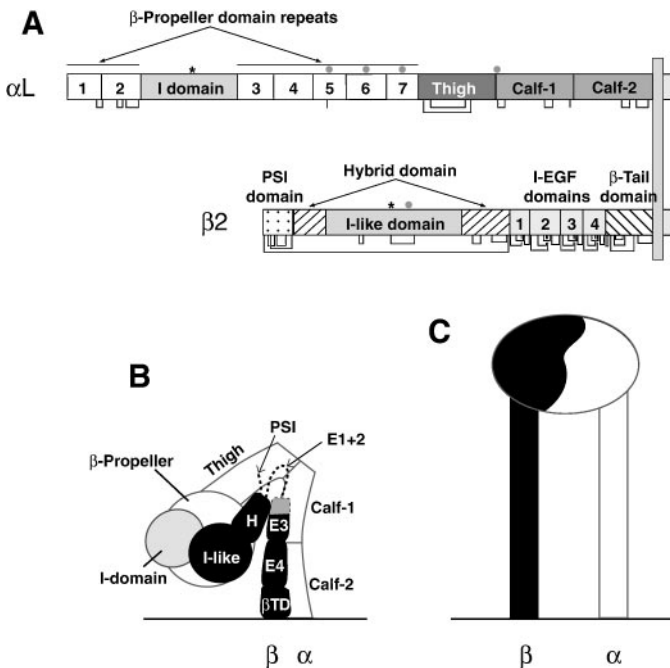 A
β-Propeller domain repeats
*
αL
1 2 I domain 3 4 5 6 7 Thigh Calf-1 Calf-2
PSI domain
Hybrid domain
I-EGF domains
β-Tail domain
*
β2
I-like domain 1 2 3 4
B
PSI
E1+2
Thigh
β-Propeller
Calf-1
H
E3
I-like
I-domain
E4
Calf-2
βTD
β α
C
β α